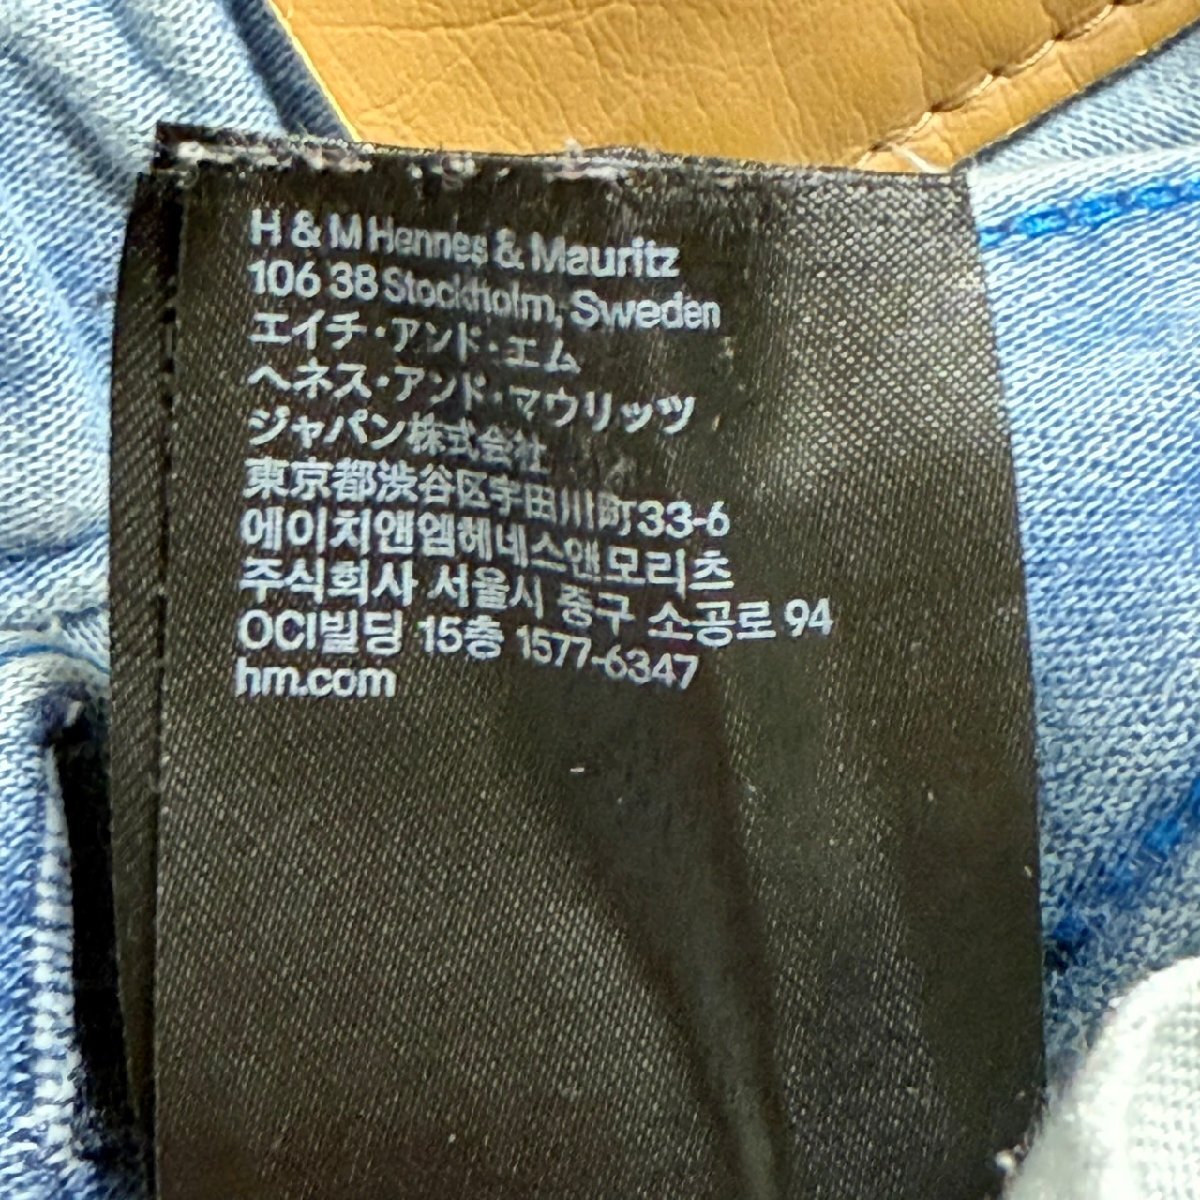 H & M Hennes & Mauritz
106 38 Stockholm, Sweden
エイチ・アンド・エム
ヘネス・アンド・マウリッツ
ジャパン株式会社
東京都渋谷区宇田川町33-6
에이치앤엠헤네스앤모리츠
주식회사 서울시 중구 소공로 94
OCI빌딩 15층 1577-6347
hm.com